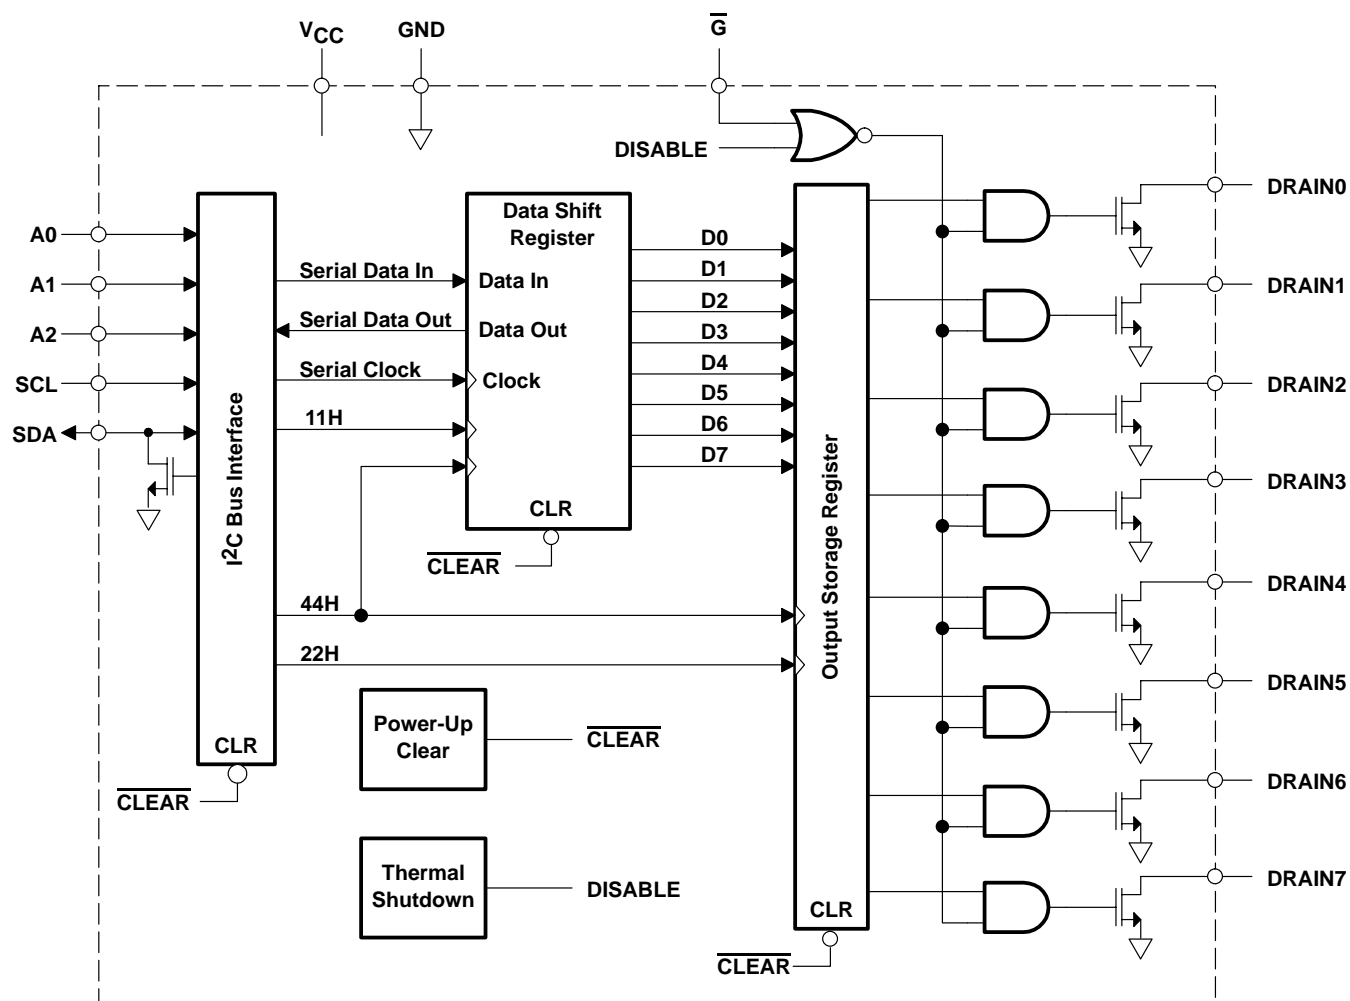 VCC
GND
G
DISABLE
DRAIN0
DRAIN1
DRAIN2
DRAIN3
DRAIN4
DRAIN5
DRAIN6
DRAIN7
A0
A1
A2
SCL
SDA
I2C Bus Interface
CLR
CLEAR
Serial Data In
Serial Data Out
Serial Clock
11H
44H
22H
Data Shift
Register
Data In
Data Out
Clock
CLR
CLEAR
D0
D1
D2
D3
D4
D5
D6
D7
Output Storage Register
CLR
CLEAR
Power-Up
Clear
CLEAR
Thermal
Shutdown
DISABLE